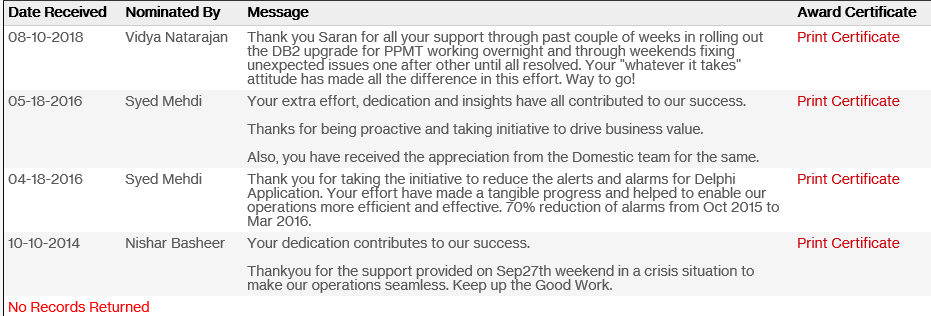 Date Received Nominated By Message Award Certificate
08-10-2018 Vidya Natarajan Thank you Saran for all your support through past couple of weeks in rolling out Print Certificate
the DB2 upgrade for PPMT working overnight and through weekends fixing
unexpected issues one after other until all resolved. Your "whatever it takes"
attitude has made all the difference in this effort. Way to go!
05-18-2016 Syed Mehdi Your extra effort, dedication and insights have all contributed to our success. Print Certificate
Thanks for being proactive and taking initiative to drive business value.
Also, you have received the appreciation from the Domestic team for the same.
04-18-2016 Syed Mehdi Thank you for taking the initiative to reduce the alerts and alarms for Delphi Print Certificate
Application. Your effort have made a tangible progress and helped to enable our
operations more efficient and effective. 70% reduction of alarms from Oct 2015 to
Mar 2016.
10-10-2014 Nishar Basheer Your dedication contributes to our success. Print Certificate
Thankyou for the support provided on Sep27th weekend in a crisis situation to
make our operations seamless. Keep up the Good Work.
No Records Returned